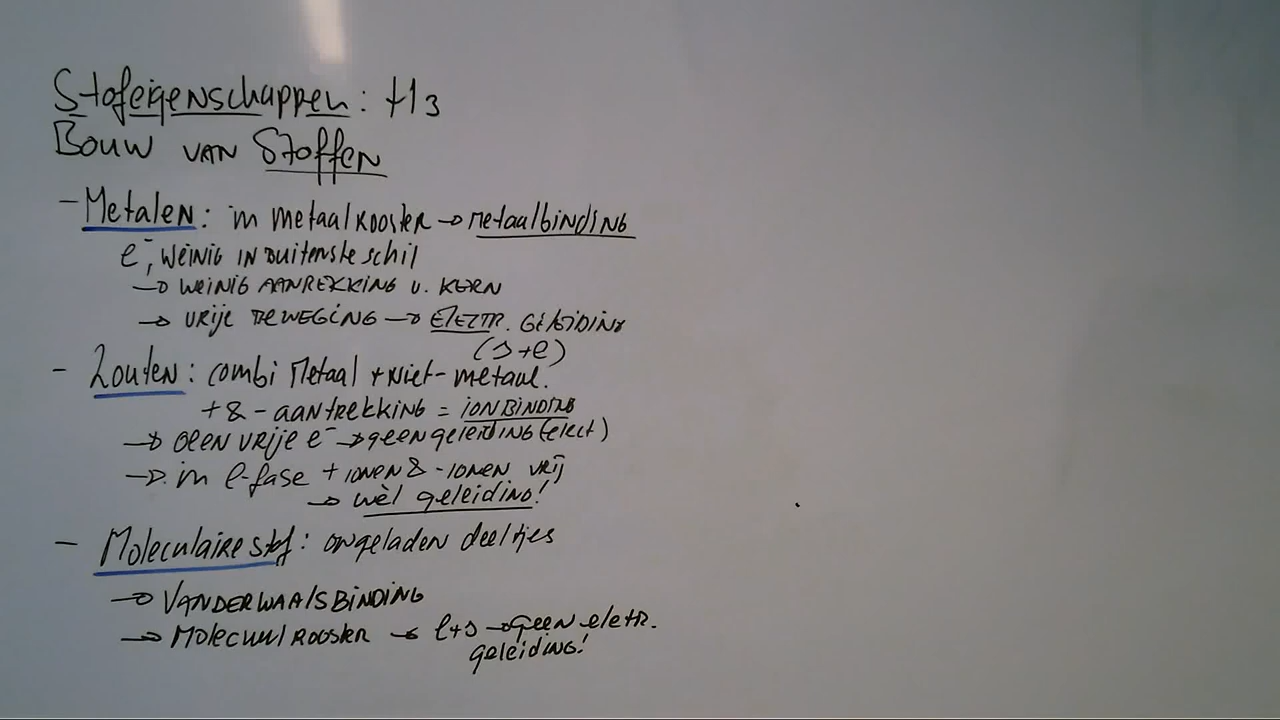 Stofeigenschappen: H3
Bouw van Stoffen
- Metalen: in metaalrooster → metaalbinding
e⁻, weinig in buitenste schil
→ weinig aantrekking v. kern
→ vrije beweging → Elektr. geleiding
(s+l)
- Zouten: combi Metaal + niet-metaal.
+ & - aantrekking = ionbinding
→ geen vrije e⁻ → geen geleiding (elect)
→ in l-fase + ionen & - ionen vrij
→ wèl geleiding!
- Moleculaire stof: ongeladen deeltjes
→ Vanderwaalsbinding
→ Molecuulrooster → l+s → geen eletr.
geleiding!